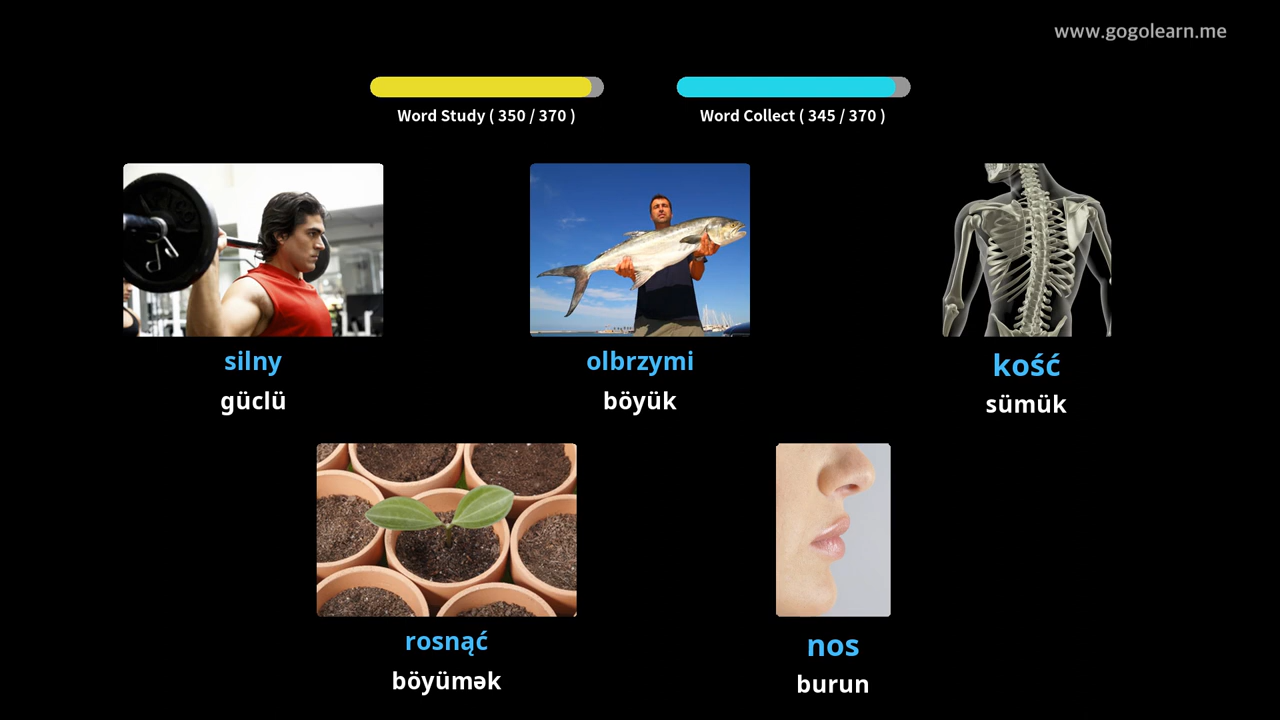 www.gogolearn.me
Word Study ( 350 / 370 )
Word Collect ( 345 / 370 )
silny
güclü
olbrzymi
böyük
kość
sümük
rosnąć
böyümək
nos
burun